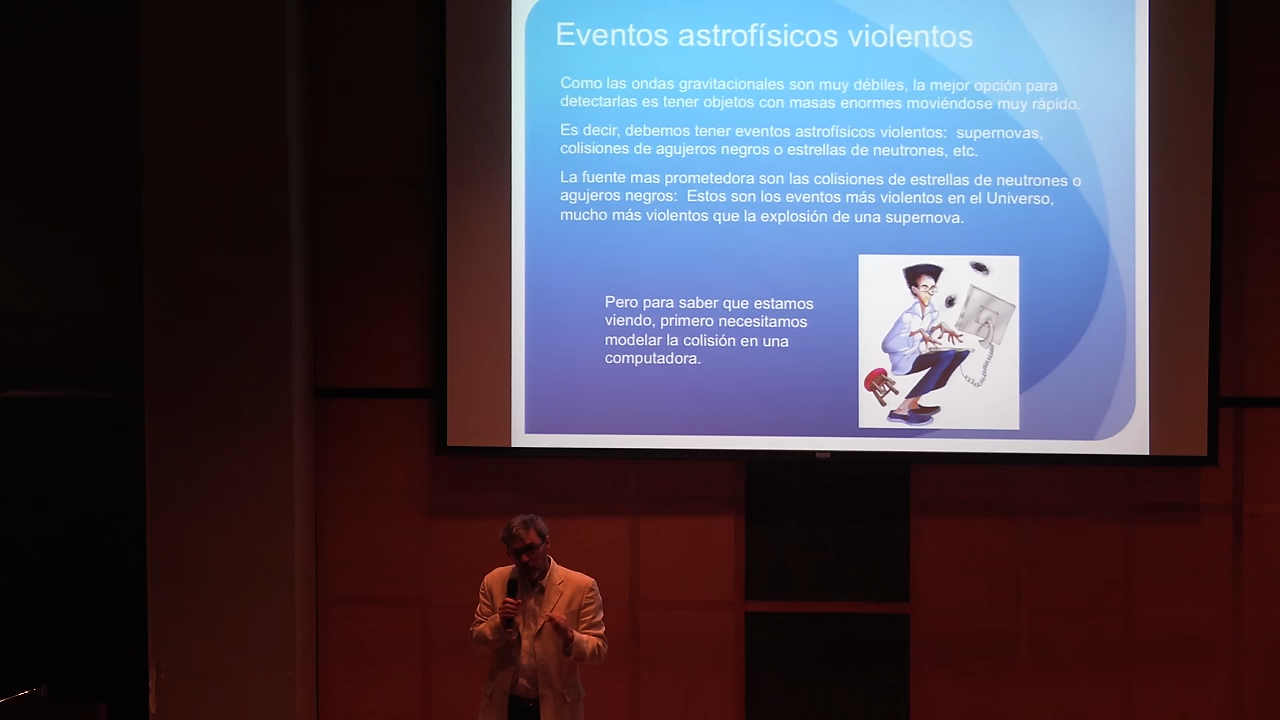 Eventos astrofísicos violentos
Como las ondas gravitacionales son muy débiles, la mejor opción para
detectarlas es tener objetos con masas enormes moviéndose muy rápido.
Es decir, debemos tener eventos astrofísicos violentos: supernovas,
colisiones de agujeros negros o estrellas de neutrones, etc.
La fuente mas prometedora son las colisiones de estrellas de neutrones o
agujeros negros: Estos son los eventos más violentos en el Universo,
mucho más violentos que la explosión de una supernova.
Pero para saber que estamos
viendo, primero necesitamos
modelar la colisión en una
computadora.